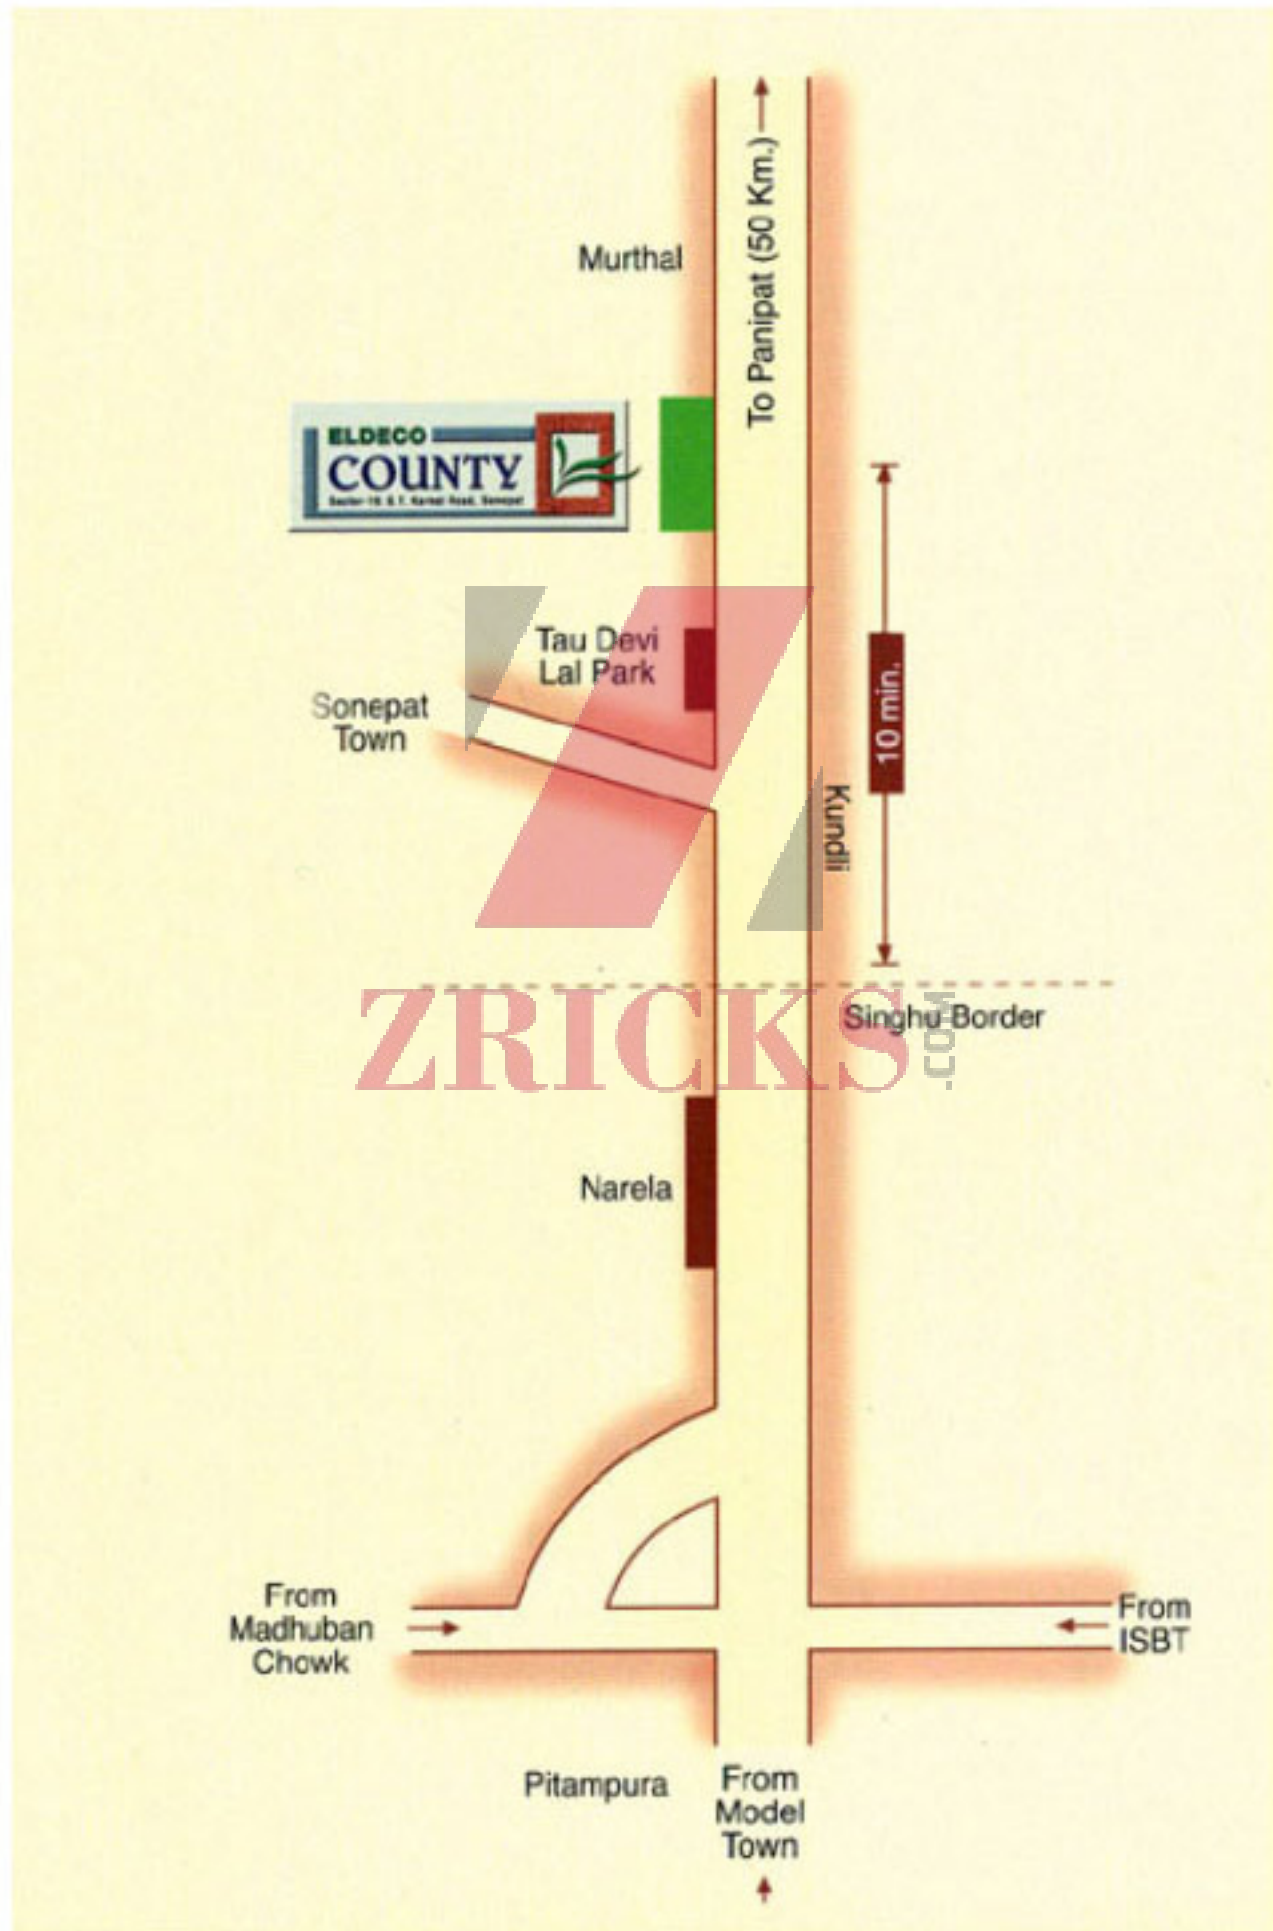 To Panipat (50 Km.)
Murthal
ELDECO
COUNTY
Tau Devi
Lal Park
Sonepat
Town
10 min.
Kundli
ZRICKS
.COM
Singhu Border
Narela
From
Madhuban
Chowk
From
ISBT
Pitampura
From
Model
Town